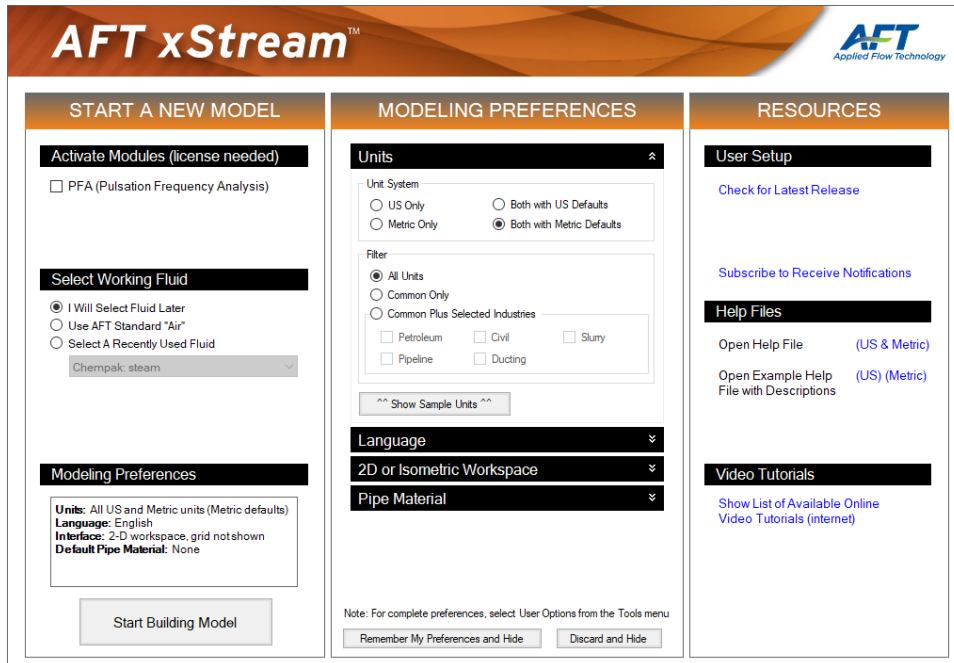 AFT xStream™
AFT
Applied Flow Technology
START A NEW MODEL
Activate Modules (license needed)
PFA (Pulsation Frequency Analysis)
Select Working Fluid
I Will Select Fluid Later
Use AFT Standard "Air"
Select A Recently Used Fluid
Chempak: steam
Modeling Preferences
Units: All US and Metric units (Metric defaults)
Language: English
Interface: 2-D workspace, grid not shown
Default Pipe Material: None
Start Building Model
MODELING PREFERENCES
Units
Unit System
US Only
Both with US Defaults
Metric Only
Both with Metric Defaults
Filter
All Units
Common Only
Common Plus Selected Industries
Petroleum
Civil
Slurry
Pipeline
Ducting
^^ Show Sample Units ^^
Language
2D or Isometric Workspace
Pipe Material
Note: For complete preferences, select User Options from the Tools menu
Remember My Preferences and Hide
Discard and Hide
RESOURCES
User Setup
Check for Latest Release
Subscribe to Receive Notifications
Help Files
Open Help File (US & Metric)
Open Example Help (US) (Metric)
File with Descriptions
Video Tutorials
Show List of Available Online
Video Tutorials (internet)